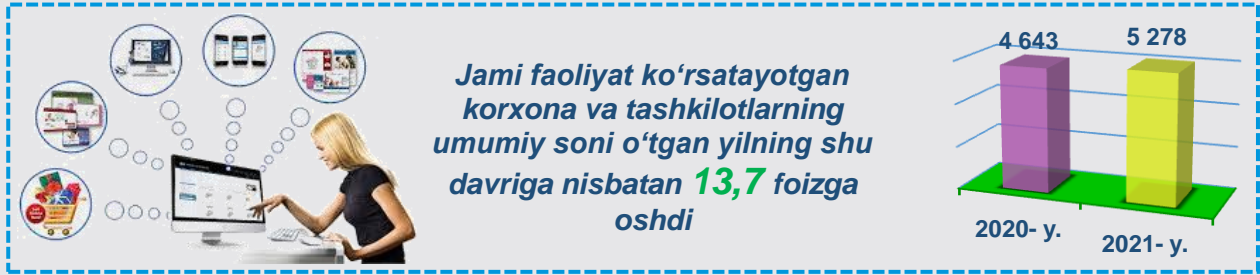 Jami faoliyat ko‘rsatayotgan
korxona va tashkilotlarning
umumiy soni o‘tgan yilning shu
davriga nisbatan 13,7 foizga
oshdi
4 643
5 278
2020- y.
2021- y.